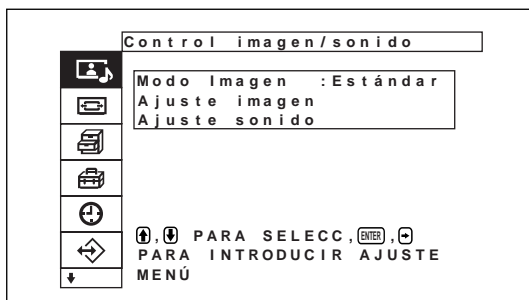 Control imagen/sonido
Modo Imagen :Estándar
Ajuste imagen
Ajuste sonido
↑,↓ PARA SELECC,ENTER,→
PARA INTRODUCIR AJUSTE
MENÚ